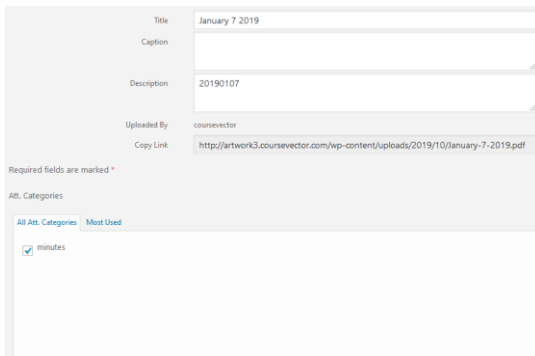 Title January 7 2019
Caption
Description 20190107
Uploaded By coursevector
Copy Link http://artwork3.coursevector.com/wp-content/uploads/2019/10/January-7-2019.pdf
Required fields are marked *
Att. Categories
All Att. Categories Most Used
minutes